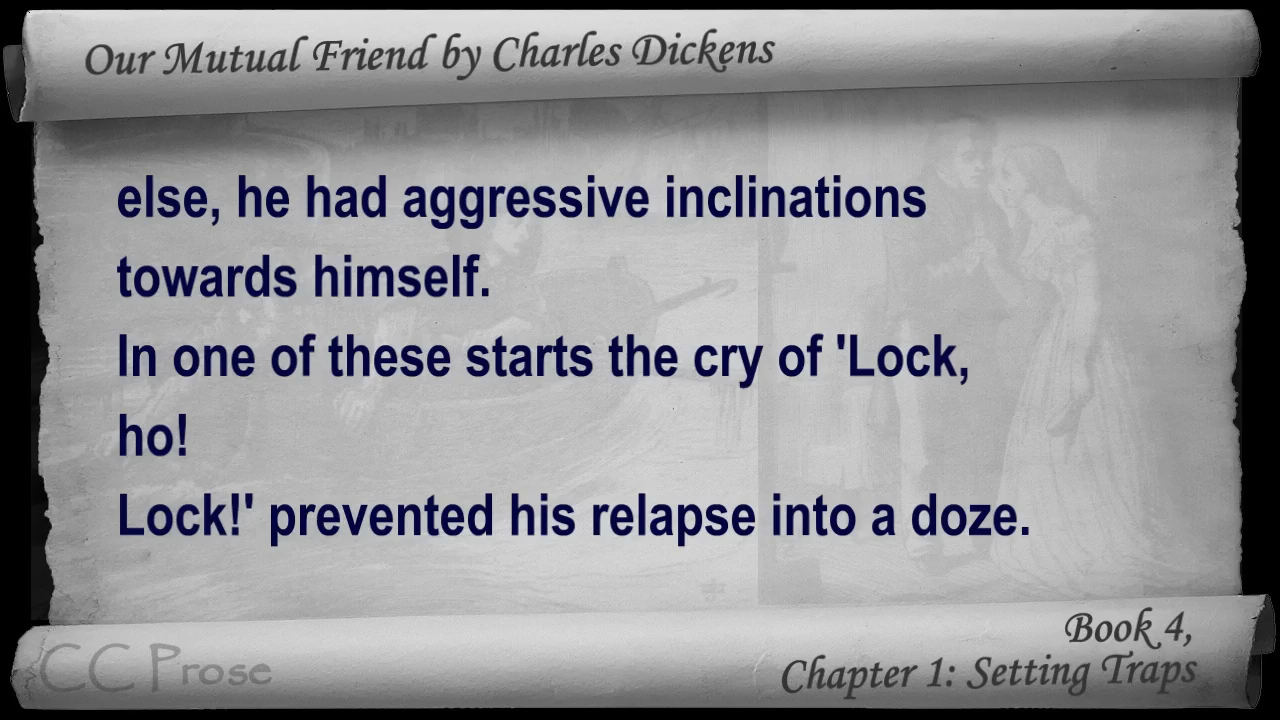 Our Mutual Friend by Charles Dickens
else, he had aggressive inclinations
towards himself.
In one of these starts the cry of 'Lock,
ho!
Lock!' prevented his relapse into a doze.
Book 4,
Chapter 1: Setting Traps
CC Prose